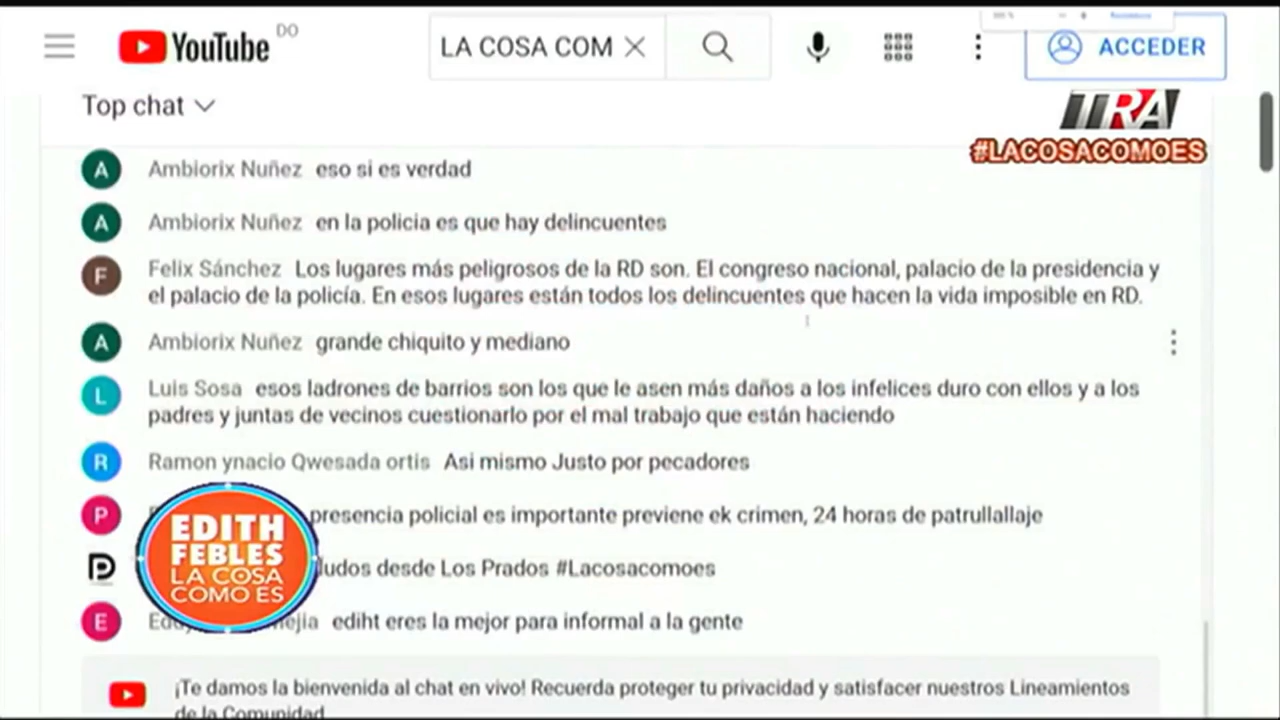 YouTube DO
LA COSA COM
ACCEDER
Top chat
TRA
#LACOSACOMOES
A Ambiorix Nuñez eso si es verdad
A Ambiorix Nuñez en la policia es que hay delincuentes
F Felix Sánchez Los lugares más peligrosos de la RD son. El congreso nacional, palacio de la presidencia y
el palacio de la policía. En esos lugares están todos los delincuentes que hacen la vida imposible en RD.
A Ambiorix Nuñez grande chiquito y mediano
L Luis Sosa esos ladrones de barrios son los que le asen más daños a los infelices duro con ellos y a los
padres y juntas de vecinos cuestionarlo por el mal trabajo que están haciendo
R Ramon ynacio Qwesada ortis Asi mismo Justo por pecadores
P presencia policial es importante previene ek crimen, 24 horas de patrullallaje
ludos desde Los Prados #Lacosacomoes
E ediht eres la mejor para informal a la gente
EDITH
FEBLES
LA COSA
COMO ES
¡Te damos la bienvenida al chat en vivo! Recuerda proteger tu privacidad y satisfacer nuestros Lineamientos
de la Comunidad